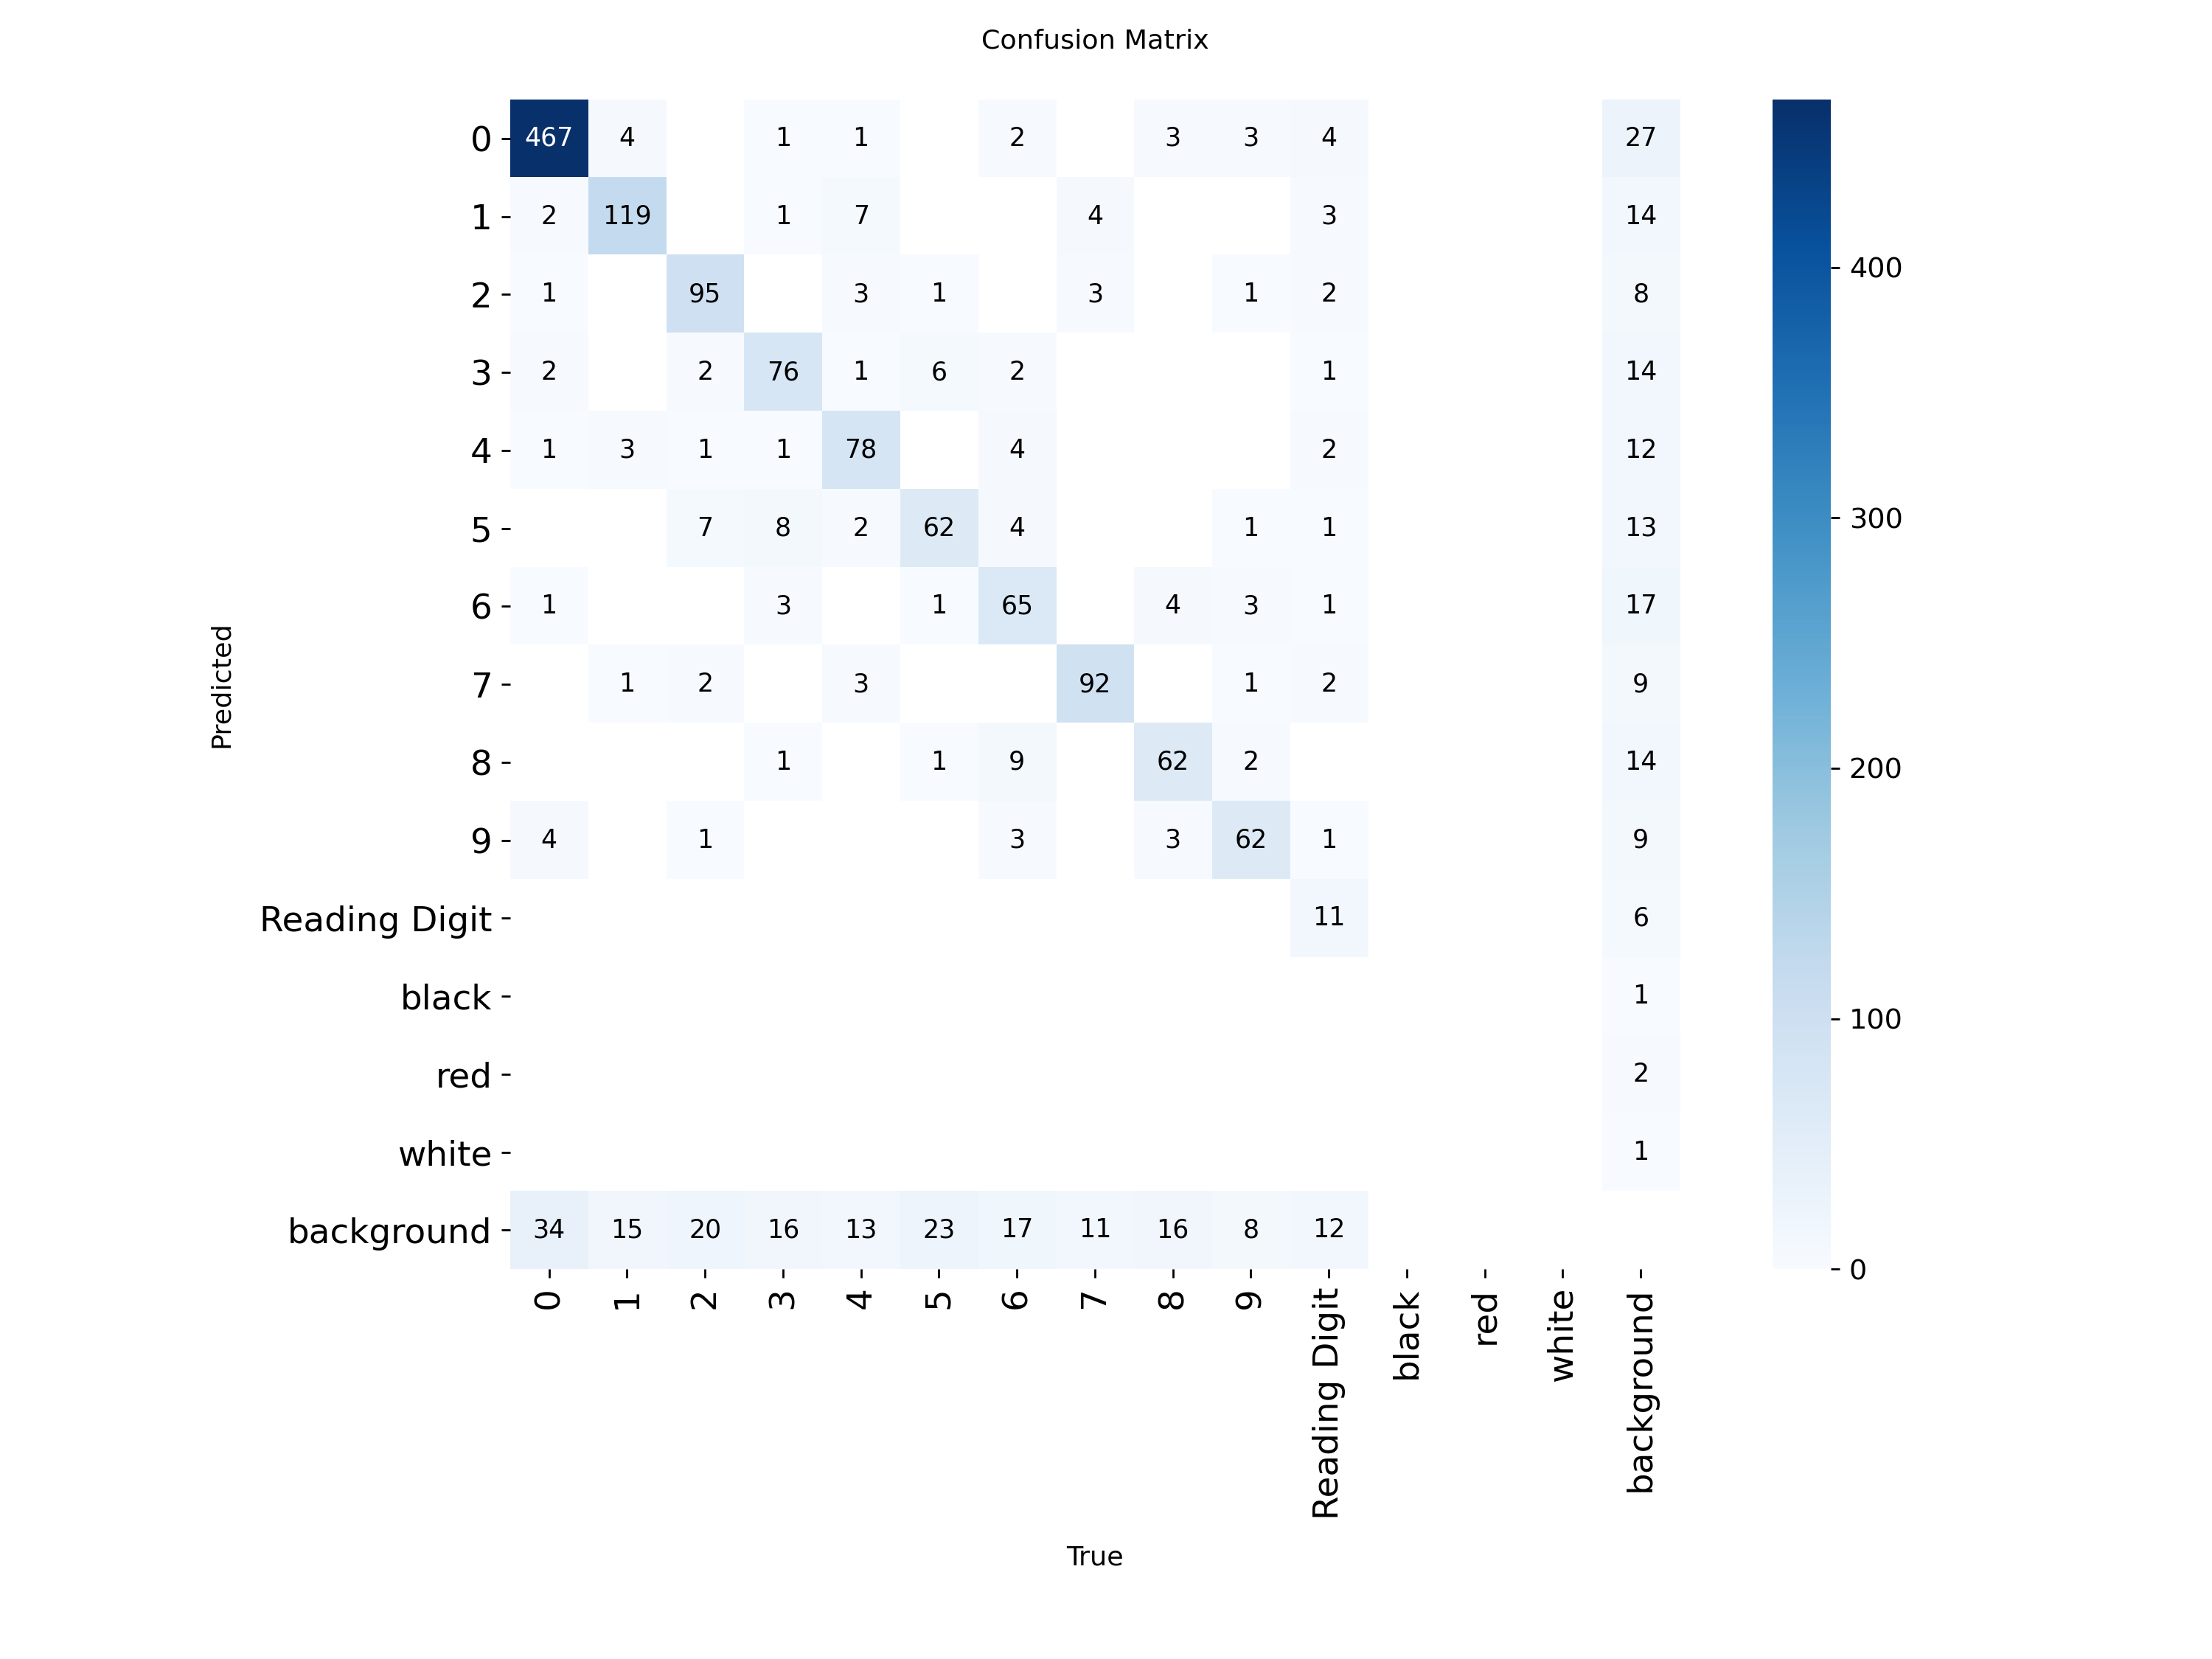 Confusion Matrix
0 467 4 1 1 2 3 3 4 27
1 2 119 1 7 4 3 14
2 1 95 3 1 3 1 2 8
3 2 2 76 1 6 2 1 14
4 1 3 1 1 78 4 2 12
5 7 8 2 62 4 1 1 13
6 1 3 1 65 4 3 1 17
7 1 2 3 92 1 2 9
8 1 1 9 62 2 14
9 4 1 3 3 62 1 9
Reading Digit 11 6
black 1
red 2
white 1
background 34 15 20 16 13 23 17 11 16 8 12
0 1 2 3 4 5 6 7 8 9 Reading Digit black red white background
True
Predicted
400
300
200
100
0